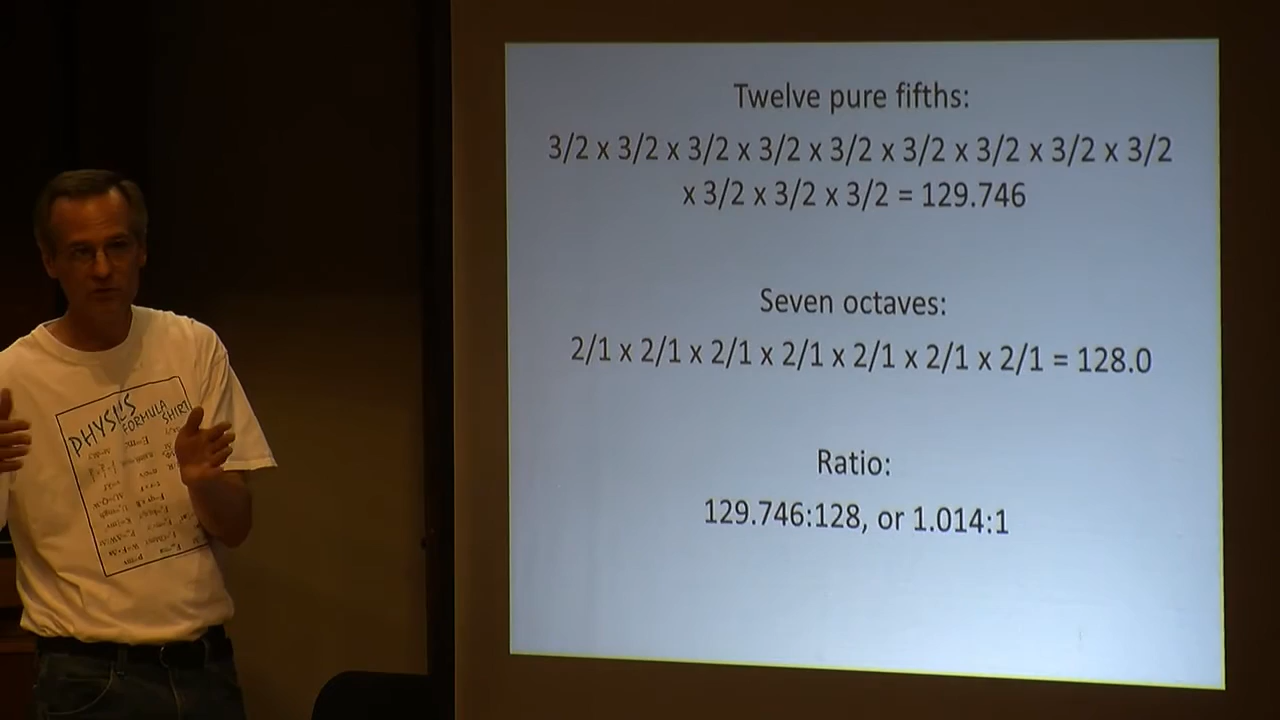 Twelve pure fifths:
3/2 x 3/2 x 3/2 x 3/2 x 3/2 x 3/2 x 3/2 x 3/2 x 3/2
x 3/2 x 3/2 x 3/2 = 129.746
Seven octaves:
2/1 x 2/1 x 2/1 x 2/1 x 2/1 x 2/1 x 2/1 = 128.0
Ratio:
129.746:128, or 1.014:1
PHYSICS
FORMULA
SHIRT